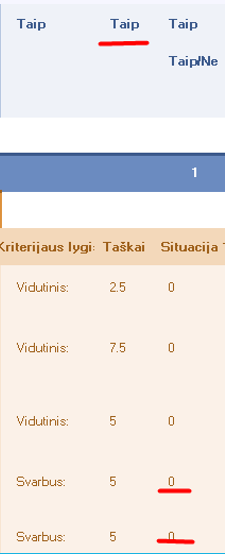 Taip Taip Taip
Taip/Ne
1
Kriterijaus lygi: Taškai Situacija
Vidutinis: 2.5 0
Vidutinis: 7.5 0
Vidutinis: 5 0
Svarbus: 5 0
Svarbus: 5 0